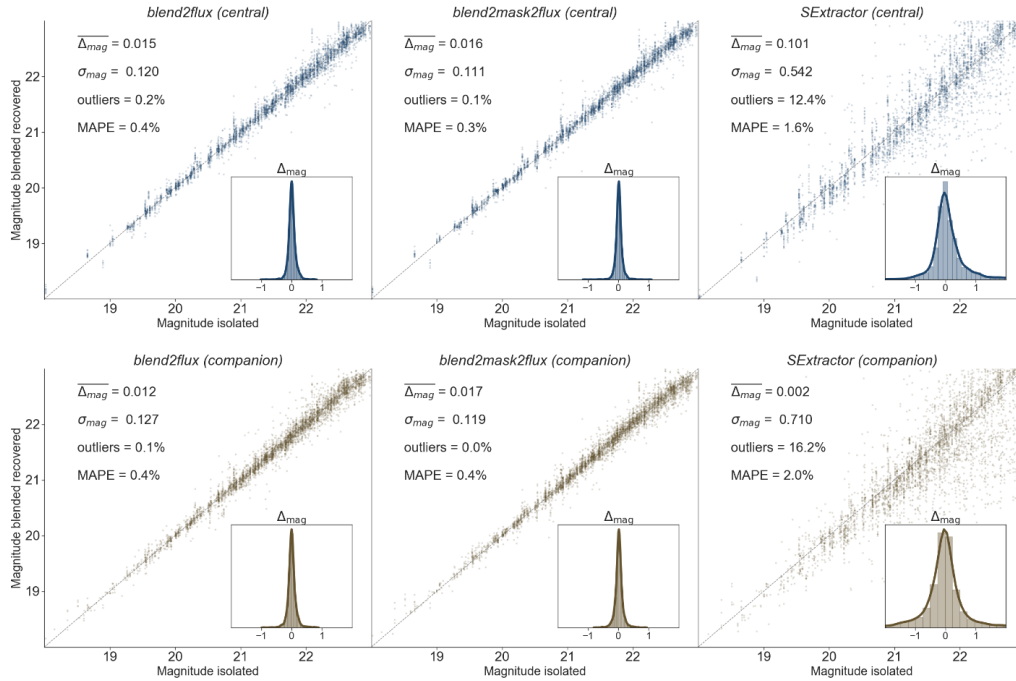 blend2flux (central)
Δmag = 0.015
σmag = 0.120
outliers = 0.2%
MAPE = 0.4%
Δmag
−1 0 1
22
21
20
19
Magnitude blended recovered
19 20 21 22
Magnitude isolated
blend2mask2flux (central)
Δmag = 0.016
σmag = 0.111
outliers = 0.1%
MAPE = 0.3%
Δmag
−1 0 1
19 20 21 22
Magnitude isolated
SExtractor (central)
Δmag = 0.101
σmag = 0.542
outliers = 12.4%
MAPE = 1.6%
Δmag
−1 0 1
19 20 21 22
Magnitude isolated
blend2flux (companion)
Δmag = 0.012
σmag = 0.127
outliers = 0.1%
MAPE = 0.4%
Δmag
−1 0 1
22
21
20
19
Magnitude blended recovered
19 20 21 22
Magnitude isolated
blend2mask2flux (companion)
Δmag = 0.017
σmag = 0.119
outliers = 0.0%
MAPE = 0.4%
Δmag
−1 0 1
19 20 21 22
Magnitude isolated
SExtractor (companion)
Δmag = 0.002
σmag = 0.710
outliers = 16.2%
MAPE = 2.0%
Δmag
−1 0 1
19 20 21 22
Magnitude isolated